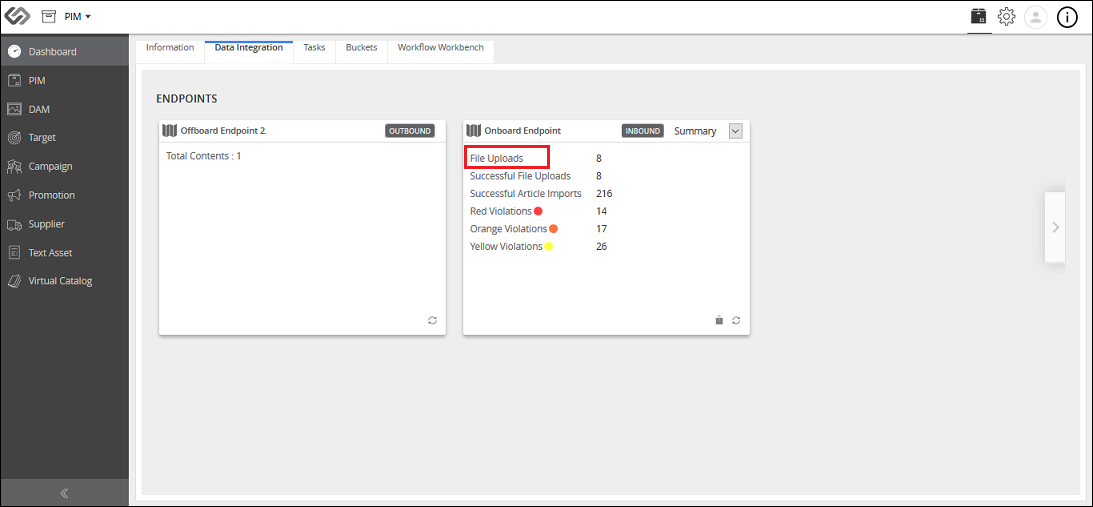 PIM
Dashboard
PIM
DAM
Target
Campaign
Promotion
Supplier
Text Asset
Virtual Catalog
Information Data Integration Tasks Buckets Workflow Workbench
ENDPOINTS
Offboard Endpoint 2 OUTBOUND
Total Contents : 1
Onboard Endpoint INBOUND Summary
File Uploads 8
Successful File Uploads 8
Successful Article Imports 216
Red Violations 14
Orange Violations 17
Yellow Violations 26